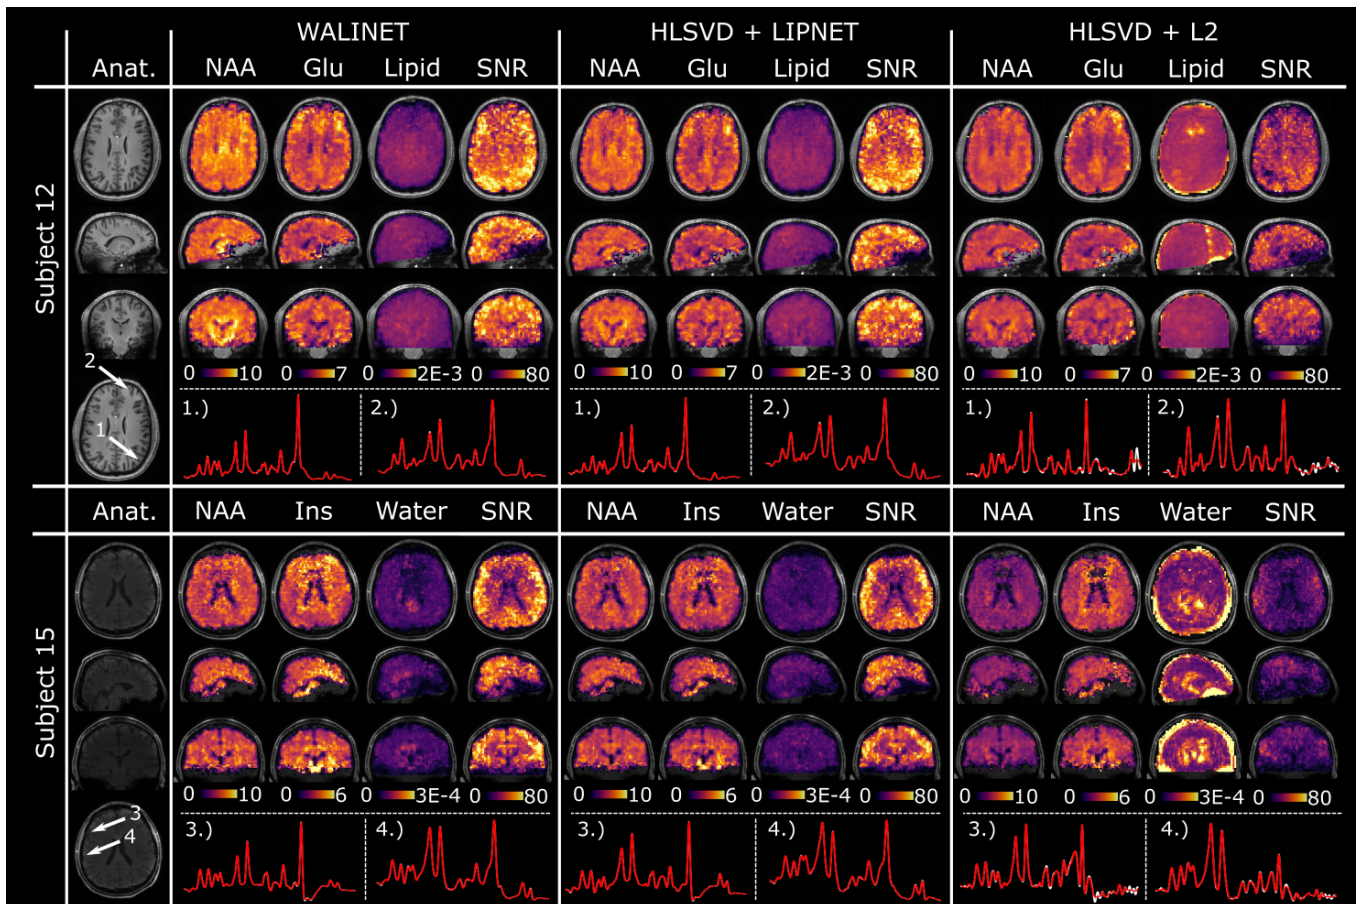 WALINET HLSVD + LIPNET HLSVD + L2
Anat. NAA Glu Lipid SNR NAA Glu Lipid SNR NAA Glu Lipid SNR
Subject 12
0 10 0 7 0 2E-3 0 80 0 10 0 7 0 2E-3 0 80 0 10 0 7 0 2E-3 0 80
2
1
1.) 2.) 1.) 2.) 1.) 2.)
Anat. NAA Ins Water SNR NAA Ins Water SNR NAA Ins Water SNR
Subject 15
0 10 0 6 0 3E-4 0 80 0 10 0 6 0 3E-4 0 80 0 10 0 6 0 3E-4 0 80
3
4
3.) 4.) 3.) 4.) 3.) 4.)